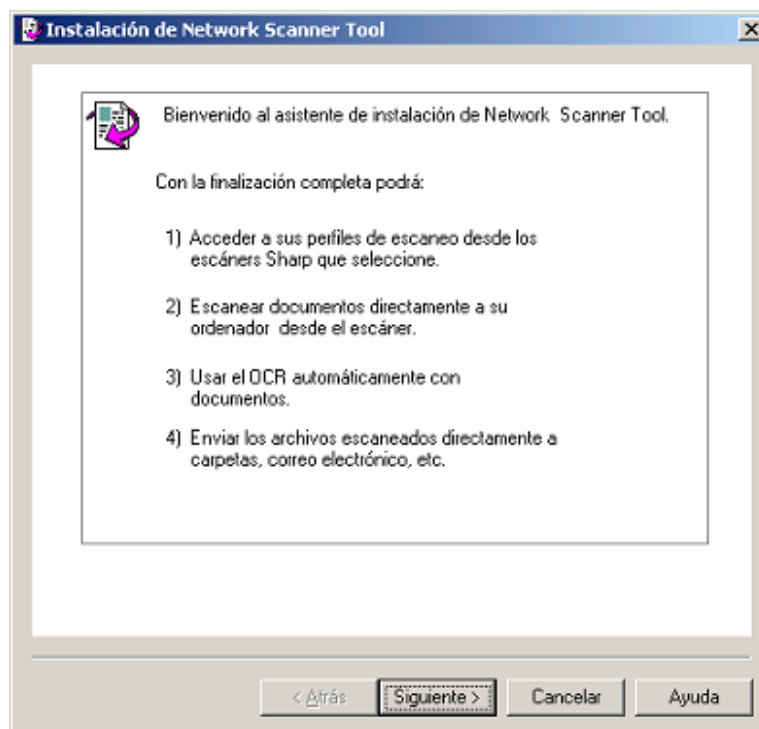 Instalación de Network Scanner Tool
Bienvenido al asistente de instalación de Network Scanner Tool.
Con la finalización completa podrá:
1) Acceder a sus perfiles de escaneo desde los
escáners Sharp que seleccione.
2) Escanear documentos directamente a su
ordenador desde el escáner.
3) Usar el OCR automáticamente con
documentos.
4) Enviar los archivos escaneados directamente a
carpetas, correo electrónico, etc.
< Atrás Siguiente > Cancelar Ayuda